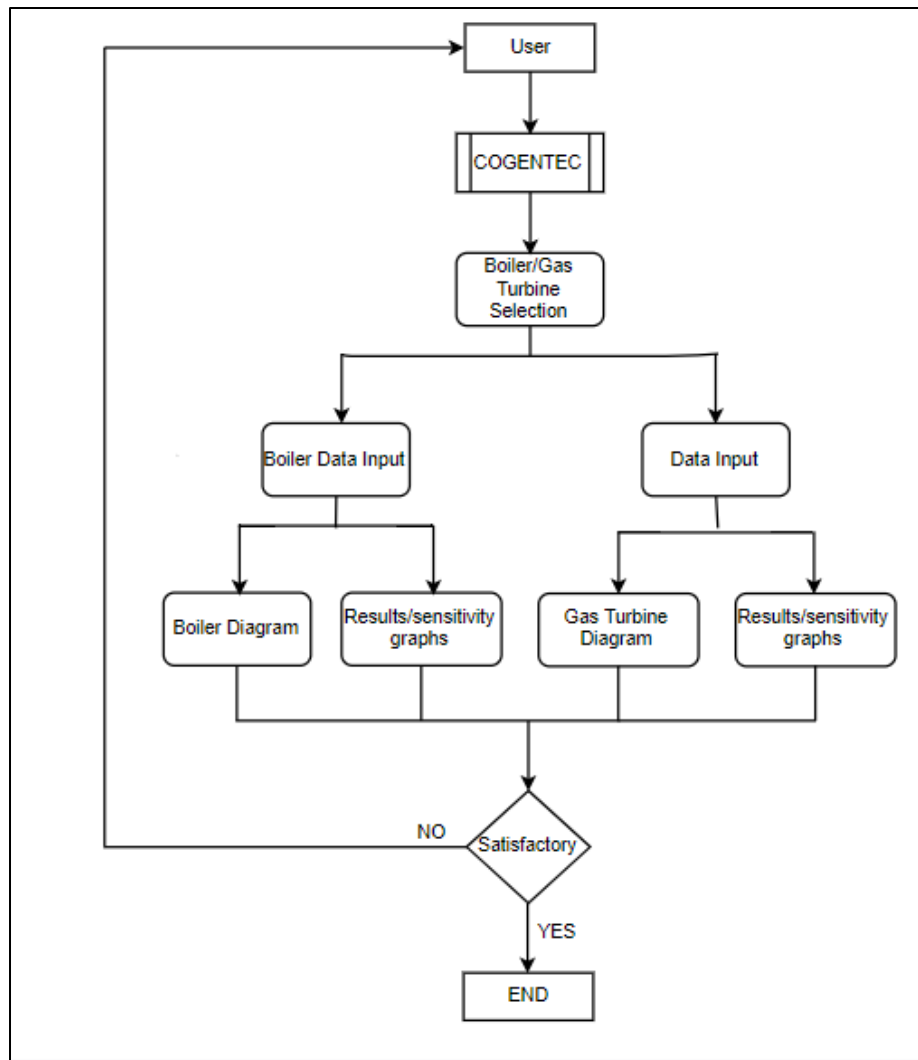 User
COGENTEC
Boiler/Gas
Turbine
Selection
Boiler Data Input
Data Input
Boiler Diagram
Results/sensitivity
graphs
Gas Turbine
Diagram
Results/sensitivity
graphs
Satisfactory
NO
YES
END